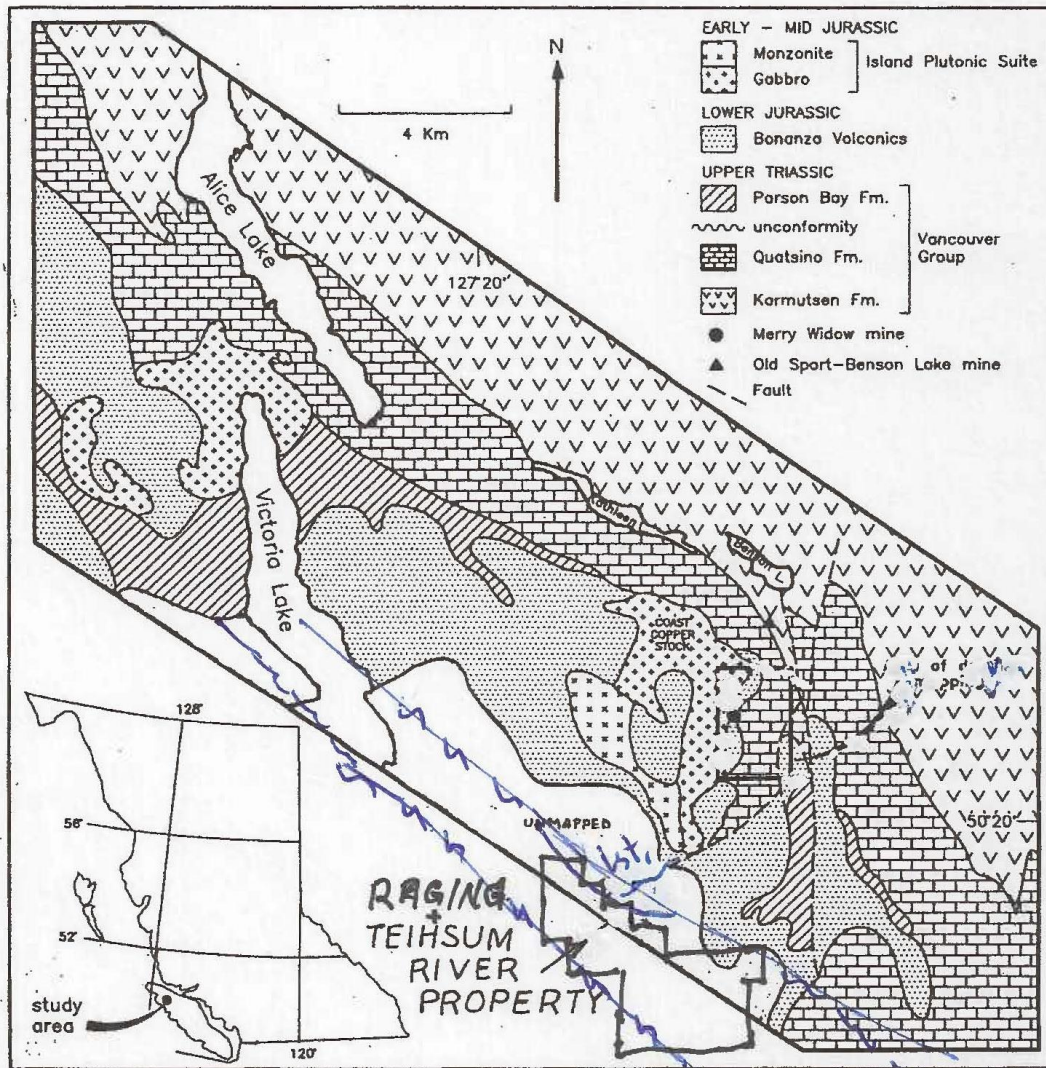 EARLY - MID JURASSIC
Monzonite
Gabbro
Island Plutonic Suite
LOWER JURASSIC
Bonanza Volcanics
UPPER TRIASSIC
Parson Bay Fm.
unconformity
Quatsino Fm.
Karmutsen Fm.
Vancouver
Group
Merry Widow mine
Old Sport-Benson Lake mine
Fault
N
4 Km
127°20'
Alice Lake
Victoria Lake
Kathleen
Benson L.
COAST
COPPER
STOCK
50°20'
UNMAPPED
RAGING
+
TEIHSUM
RIVER
PROPERTY
128°
56°
52°
120°
study
area